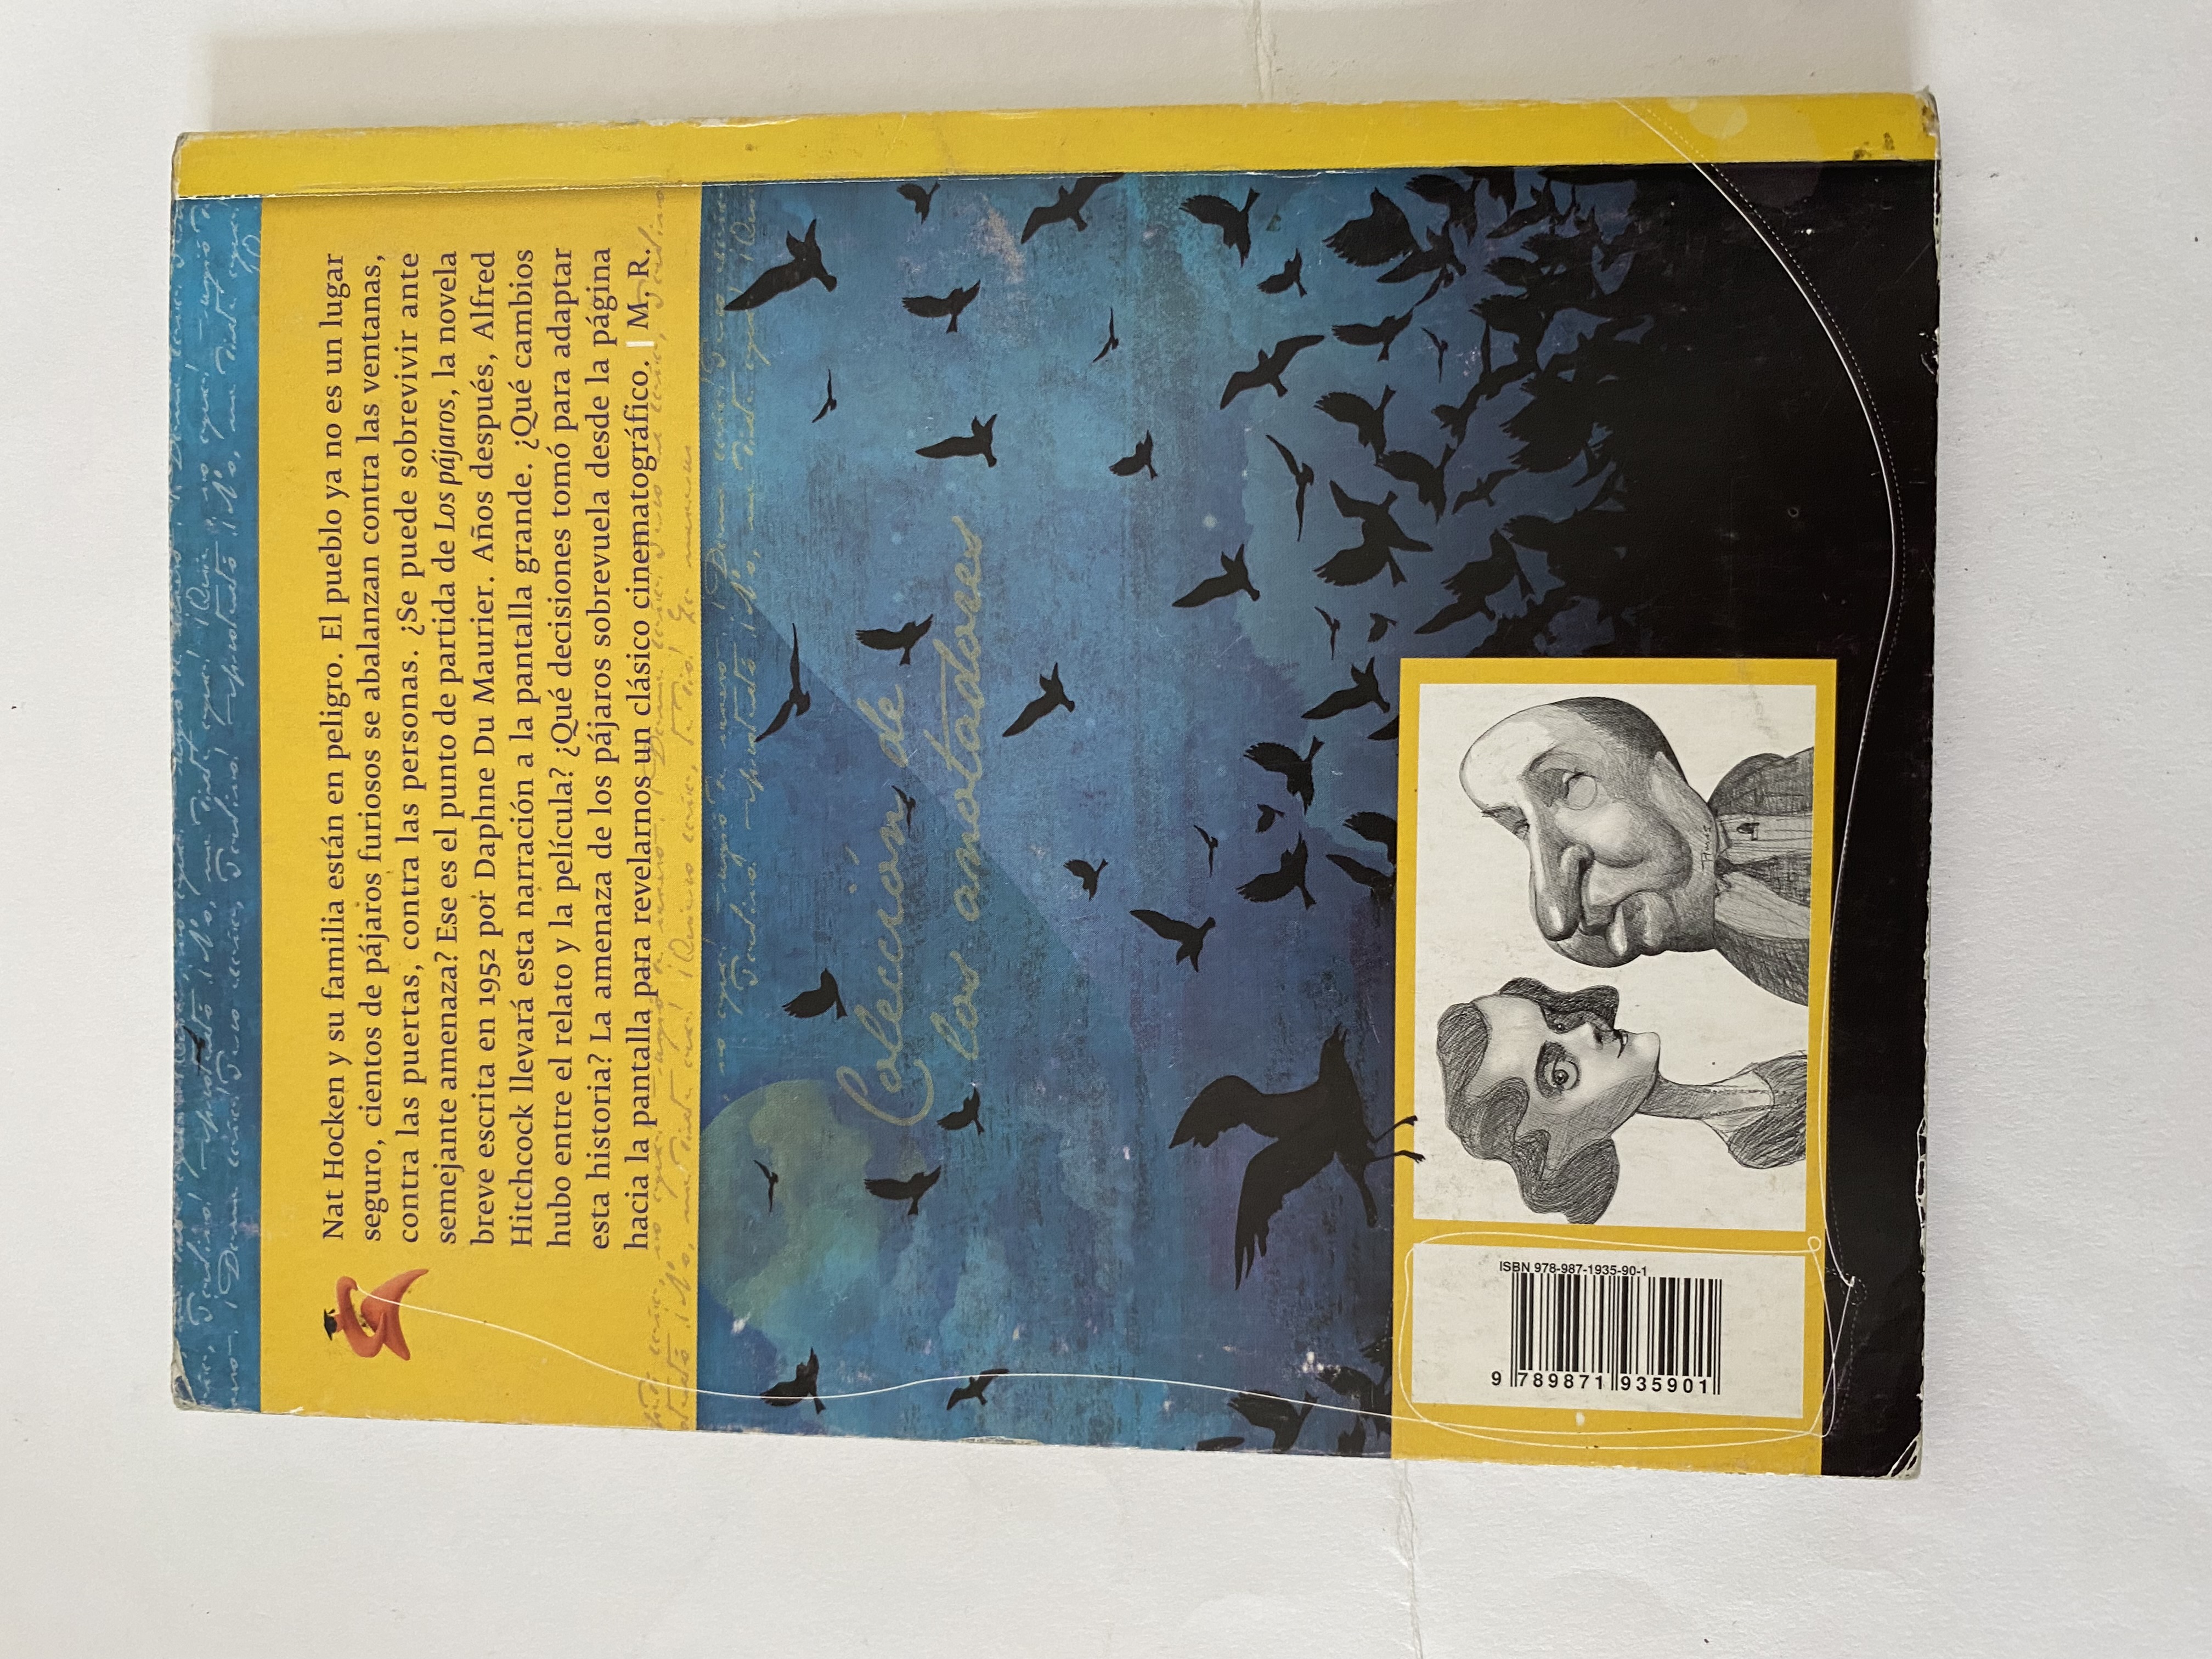 Nat Hocken y su familia están en peligro. El pueblo ya no es un lugar
seguro, cientos de pájaros furiosos se abalanzan contra las ventanas,
contra las puertas, contra las personas. ¿Se puede sobrevivir ante
semejante amenaza? Ese es el punto de partida de Los pájaros, la novela
breve escrita en 1952 por Daphne Du Maurier. Años después, Alfred
Hitchcock llevará esta narración a la pantalla grande. ¿Qué cambios
hubo entre el relato y la película? ¿Qué decisiones tomó para adaptar
esta historia? La amenaza de los pájaros sobrevuela desde la página
hacia la pantalla para revelarnos un clásico cinematográfico. | M. R.
Colección de
los anotadores
ISBN 978-987-1935-90-1
9 789871 935901